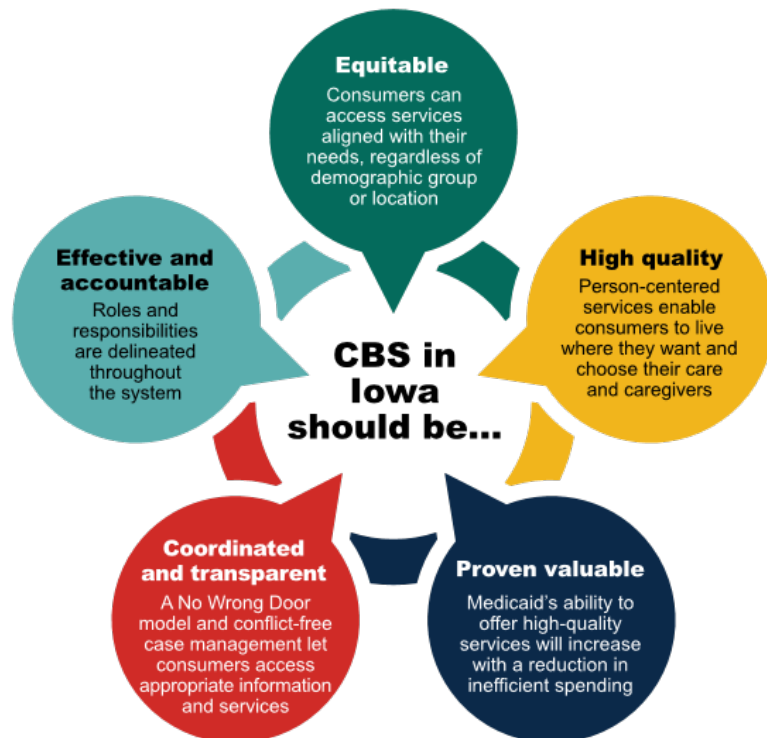 Equitable
Consumers can
access services
aligned with their
needs, regardless of
demographic group
or location
High quality
Person-centered
services enable
consumers to live
where they want and
choose their care
and caregivers
Proven valuable
Medicaid's ability to
offer high-quality
services will increase
with a reduction in
inefficient spending
Coordinated
and transparent
A No Wrong Door
model and conflict-free
case management let
consumers access
appropriate information
and services
Effective and
accountable
Roles and
responsibilities
are delineated
throughout
the system
CBS in
Iowa
should be...